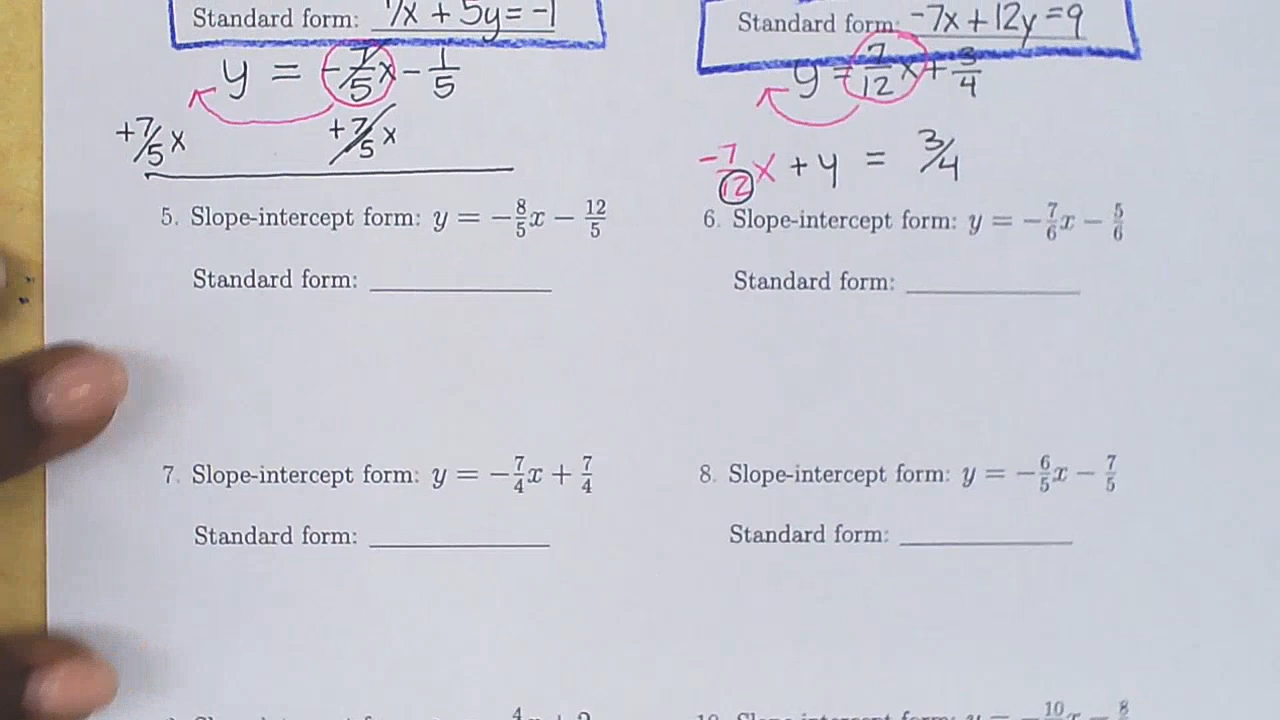 Standard form: 7x + 5y = -1
y = -7/5x - 1/5
+7/5x +7/5x
Standard form: -7x + 12y = 9
y = 7/12x + 3/4
-7/12x + y = 3/4
5. Slope-intercept form: y = −8/5x − 12/5
Standard form:
6. Slope-intercept form: y = −7/6x − 5/6
Standard form:
7. Slope-intercept form: y = −7/4x + 7/4
Standard form:
8. Slope-intercept form: y = −6/5x − 7/5
Standard form: